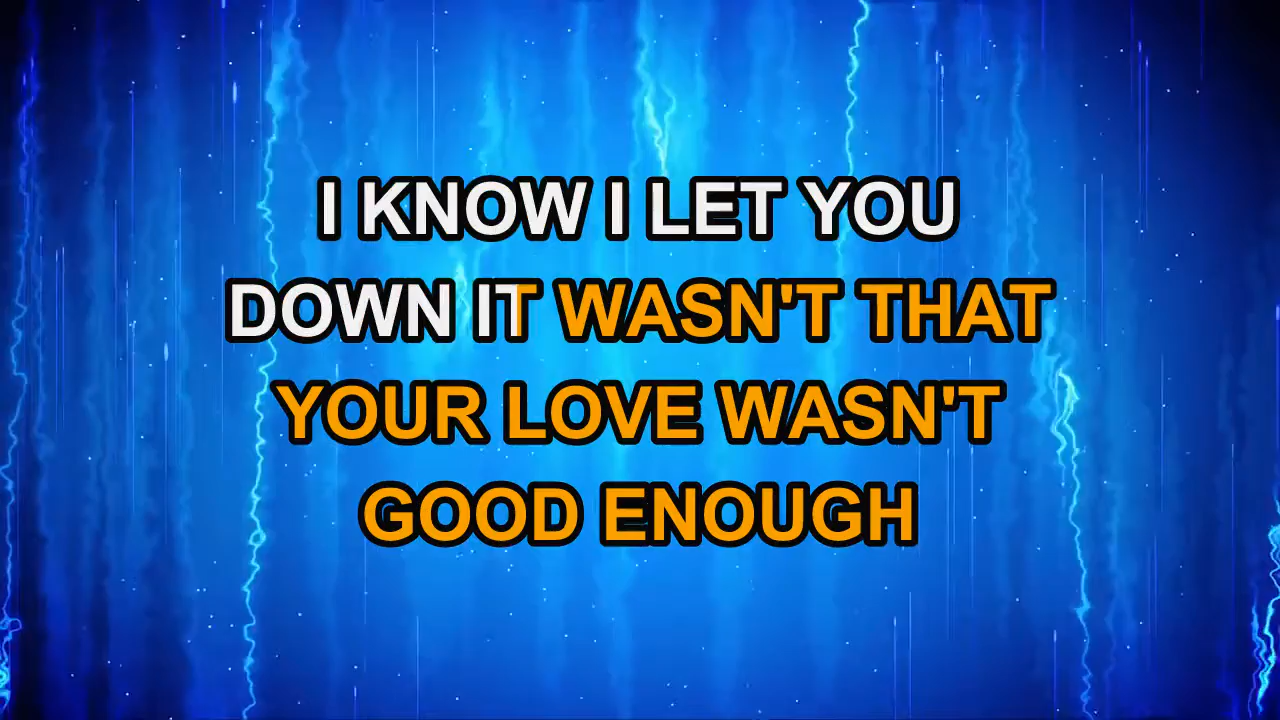 I KNOW I LET YOU
DOWN IT WASN'T THAT
YOUR LOVE WASN'T
GOOD ENOUGH